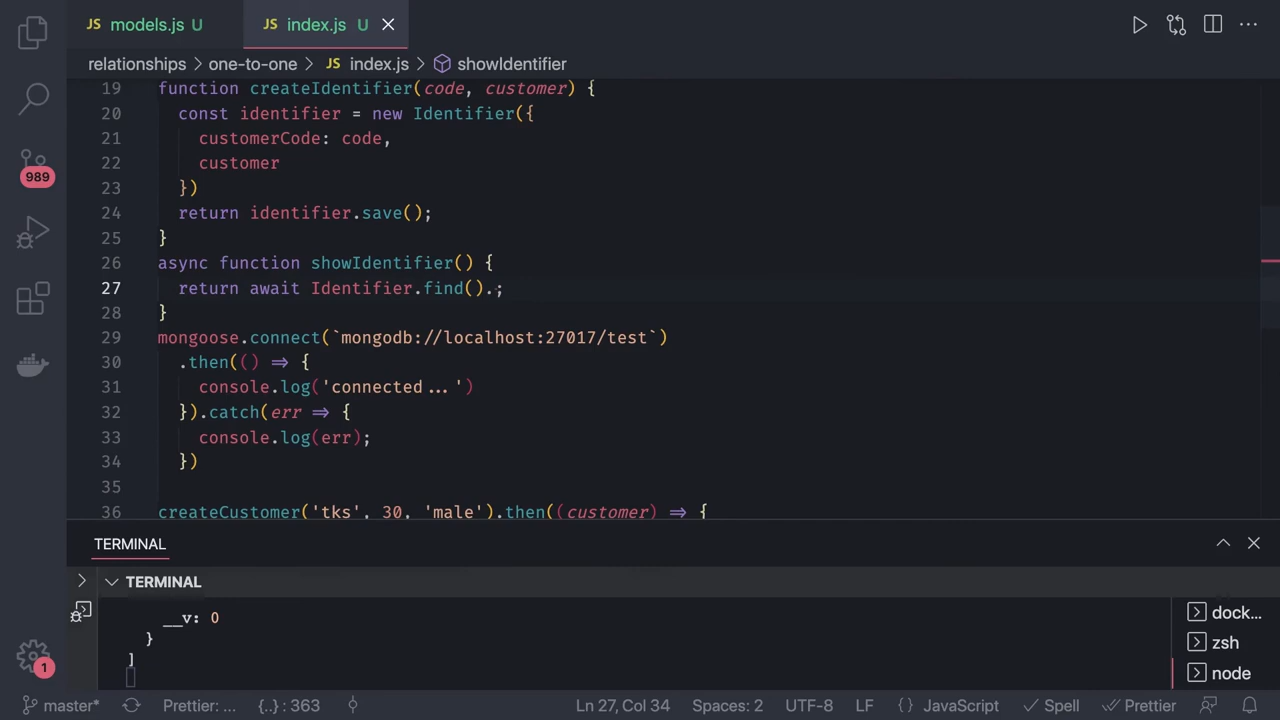 JS models.js U
JS index.js U
relationships > one-to-one > JS index.js > showIdentifier
19 function createIdentifier(code, customer) {
20 const identifier = new Identifier({
21 customerCode: code,
22 customer
23 })
24 return identifier.save();
25 }
26 async function showIdentifier() {
27 return await Identifier.find().;
28 }
29 mongoose.connect(`mongodb://localhost:27017/test`)
30 .then(() => {
31 console.log('connected...')
32 }).catch(err => {
33 console.log(err);
34 })
35
36 createCustomer('tks', 30, 'male').then((customer) => {
989
TERMINAL
TERMINAL
__v: 0
}
]
dock...
zsh
node
1
master* Prettier: ... {..} : 363 Ln 27, Col 34 Spaces: 2 UTF-8 LF {} JavaScript Spell Prettier